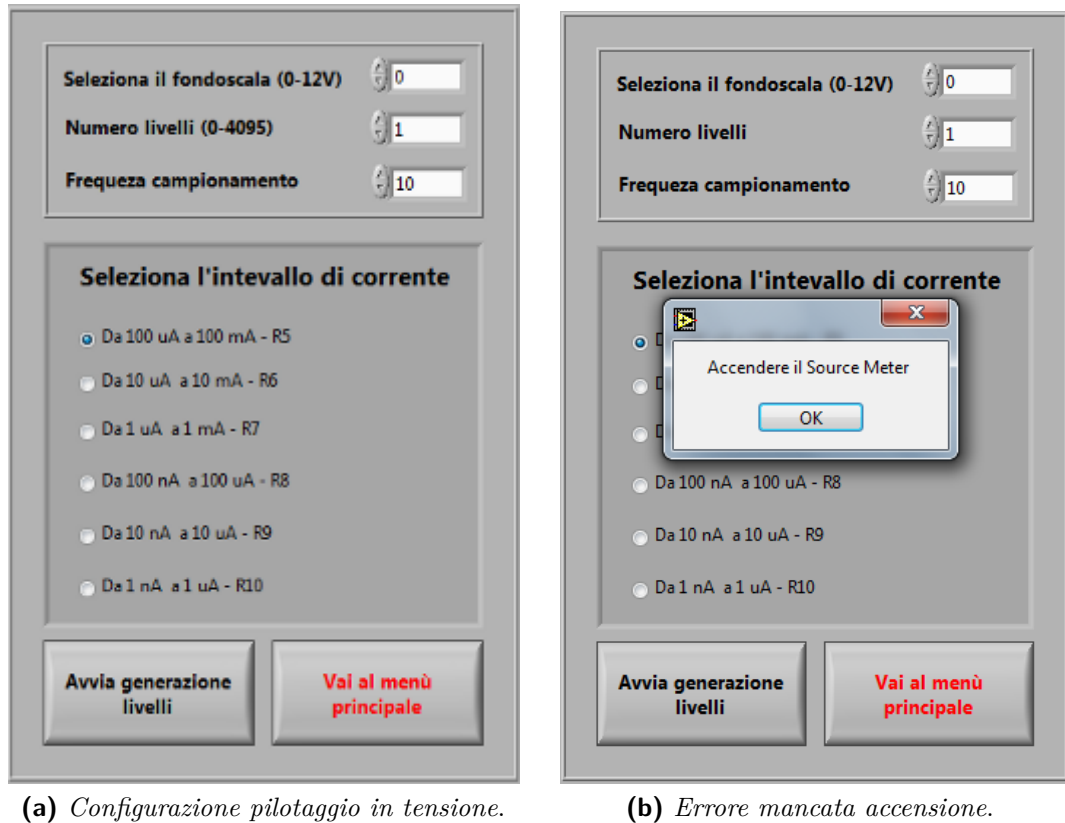 Seleziona il fondoscala (0-12V)
0
Numero livelli (0-4095)
1
Frequeza campionamento
10
Seleziona l'intevallo di corrente
Da 100 uA a 100 mA - R5
Da 10 uA a 10 mA - R6
Da 1 uA a 1 mA - R7
Da 100 nA a 100 uA - R8
Da 10 nA a 10 uA - R9
Da 1 nA a 1 uA - R10
Avvia generazione
livelli
Vai al menù
principale
(a) Configurazione pilotaggio in tensione.
Seleziona il fondoscala (0-12V)
0
Numero livelli
1
Frequeza campionamento
10
Seleziona l'intevallo di corrente
Accendere il Source Meter
OK
Da 100 nA a 100 uA - R8
Da 10 nA a 10 uA - R9
Da 1 nA a 1 uA - R10
Avvia generazione
livelli
Vai al menù
principale
(b) Errore mancata accensione.